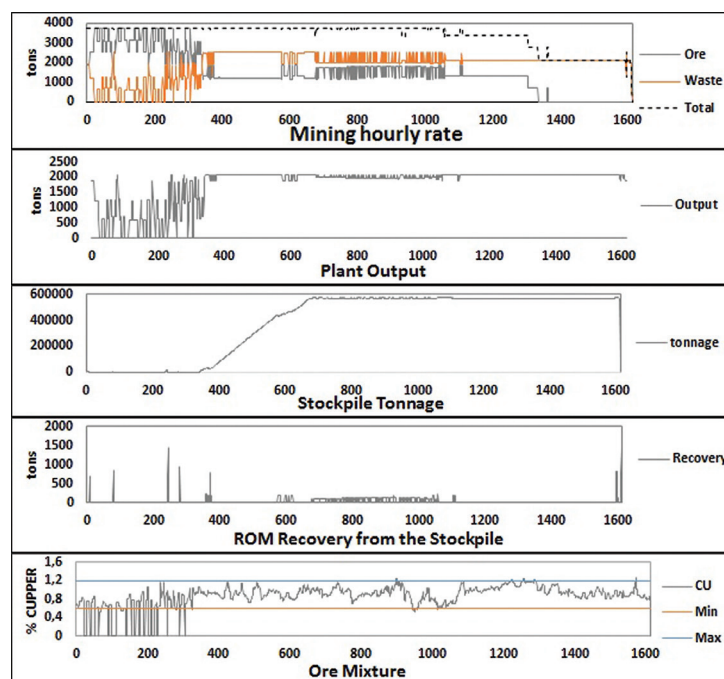 4000
3000
2000
1000
0
tons
0 200 400 600 800 1000 1200 1400 1600
Mining hourly rate
Ore
Waste
Total
2500
2000
1500
1000
500
0
tons
0 200 400 600 800 1000 1200 1400 1600
Plant Output
Output
600000
400000
200000
0
0 200 400 600 800 1000 1200 1400 1600
Stockpile Tonnage
tonnage
2000
1500
1000
500
0
tons
0 200 400 600 800 1000 1200 1400 1600
ROM Recovery from the Stockpile
Recovery
1,6
1,2
0,8
0,4
0
% CUPPER
0 200 400 600 800 1000 1200 1400 1600
Ore Mixture
CU
Min
Max